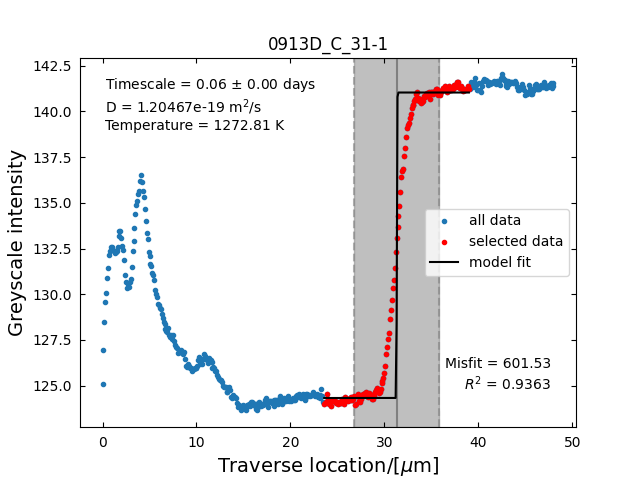 0913D_C_31-1
Timescale = 0.06 ± 0.00 days
D = 1.20467e-19 m²/s
Temperature = 1272.81 K
all data
selected data
model fit
Misfit = 601.53
R² = 0.9363
Greyscale intensity
142.5
140.0
137.5
135.0
132.5
130.0
127.5
125.0
0 10 20 30 40 50
Traverse location/[μm]